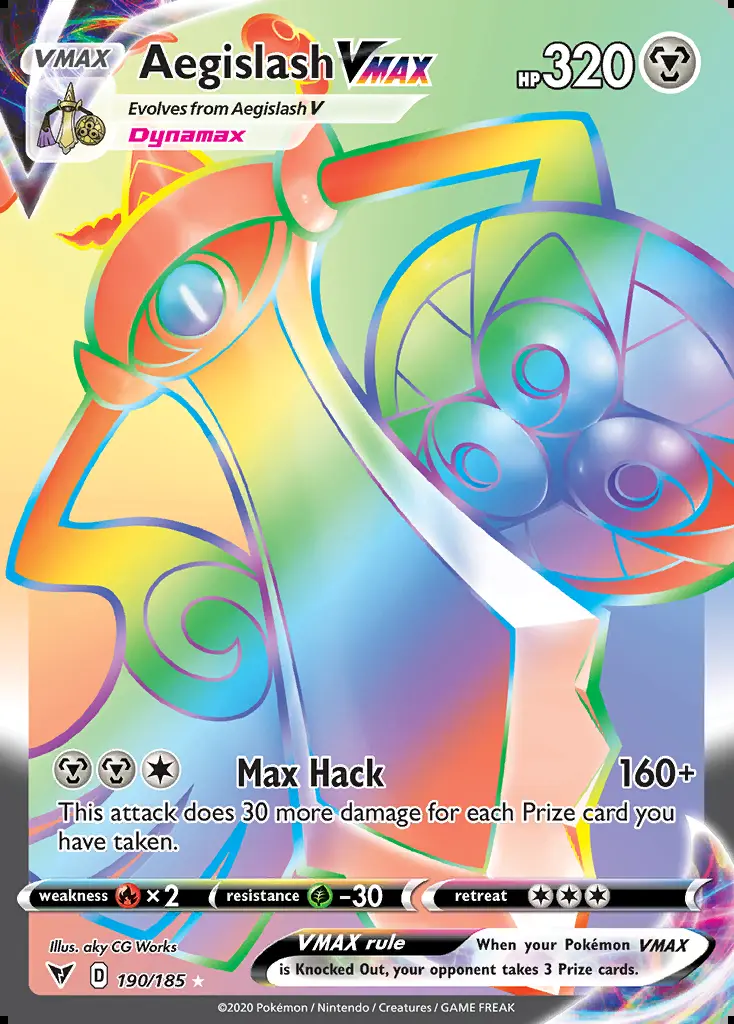 VMAX
Aegislash VMAX
HP 320
Evolves from Aegislash V
Dynamax
Max Hack 160+
This attack does 30 more damage for each Prize card you
have taken.
weakness ×2 resistance -30 retreat
Illus. aky CG Works
VMAX rule When your Pokémon VMAX
is Knocked Out, your opponent takes 3 Prize cards.
D 190/185
©2020 Pokémon / Nintendo / Creatures / GAME FREAK